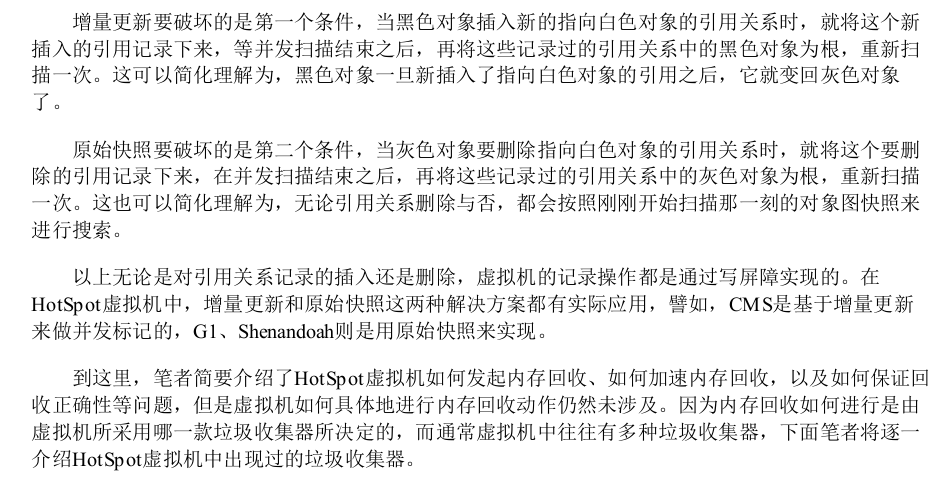 增量更新要破坏的是第一个条件，当黑色对象插入新的指向白色对象的引用关系时，就将这个新
插入的引用记录下来，等并发扫描结束之后，再将这些记录过的引用关系中的黑色对象为根，重新扫
描一次。这可以简化理解为，黑色对象一旦新插入了指向白色对象的引用之后，它就变回灰色对象
了。
原始快照要破坏的是第二个条件，当灰色对象要删除指向白色对象的引用关系时，就将这个要删
除的引用记录下来，在并发扫描结束之后，再将这些记录过的引用关系中的灰色对象为根，重新扫描
一次。这也可以简化理解为，无论引用关系删除与否，都会按照刚刚开始扫描那一刻的对象图快照来
进行搜索。
以上无论是对引用关系记录的插入还是删除，虚拟机的记录操作都是通过写屏障实现的。在
HotSpot虚拟机中，增量更新和原始快照这两种解决方案都有实际应用，譬如，CMS是基于增量更新
来做并发标记的，G1、Shenandoah则是用原始快照来实现。
到这里，笔者简要介绍了HotSpot虚拟机如何发起内存回收、如何加速内存回收，以及如何保证回
收正确性等问题，但是虚拟机如何具体地进行内存回收动作仍然未涉及。因为内存回收如何进行是由
虚拟机所采用哪一款垃圾收集器所决定的，而通常虚拟机中往往有多种垃圾收集器，下面笔者将逐一
介绍HotSpot虚拟机中出现过的垃圾收集器。